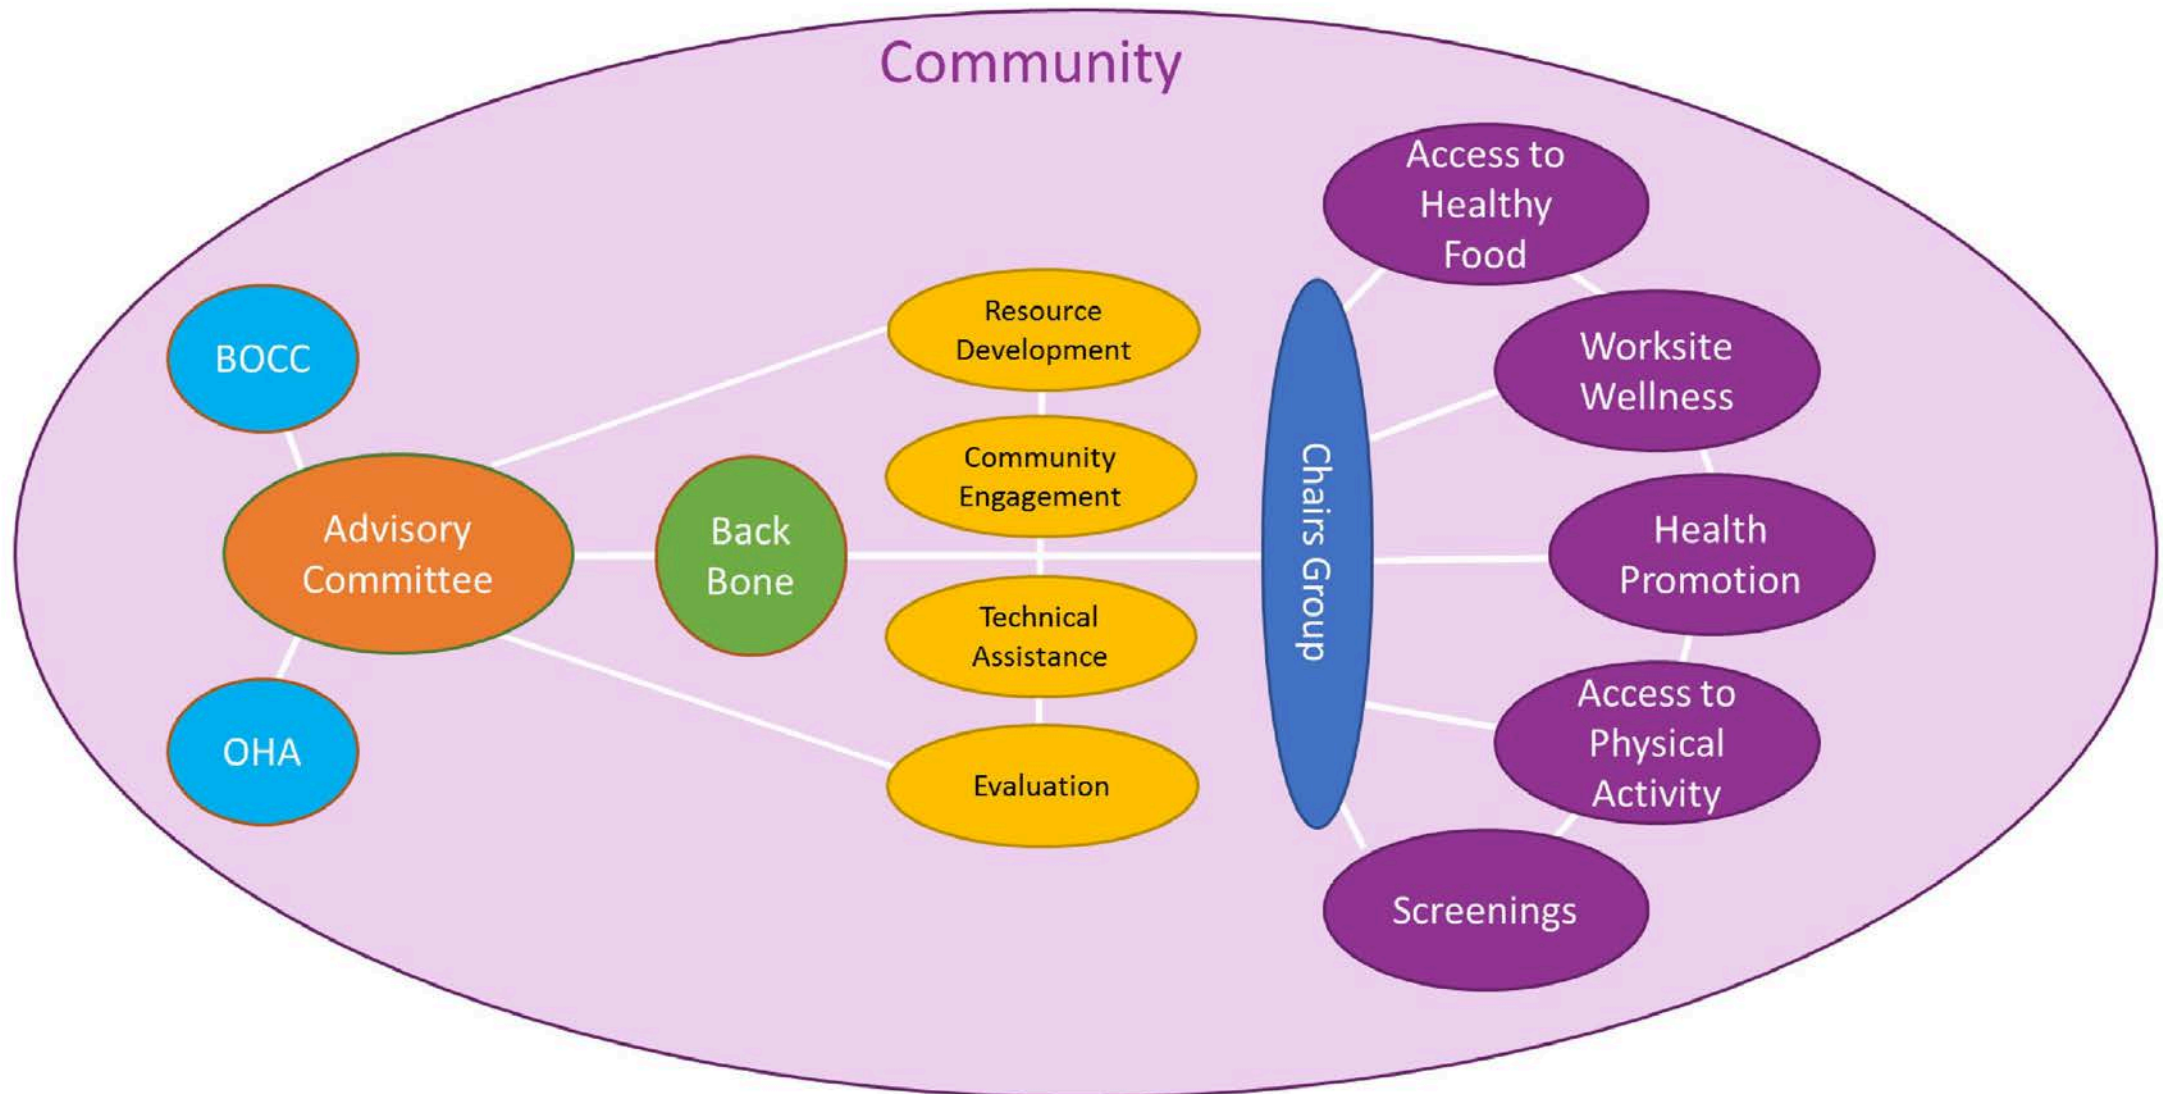 Community
Access to
Healthy
Food
Resource
Development
BOCC
Worksite
Wellness
Community
Engagement
Advisory
Committee
Back
Bone
Chairs Group
Health
Promotion
Technical
Assistance
OHA
Evaluation
Access to
Physical
Activity
Screenings